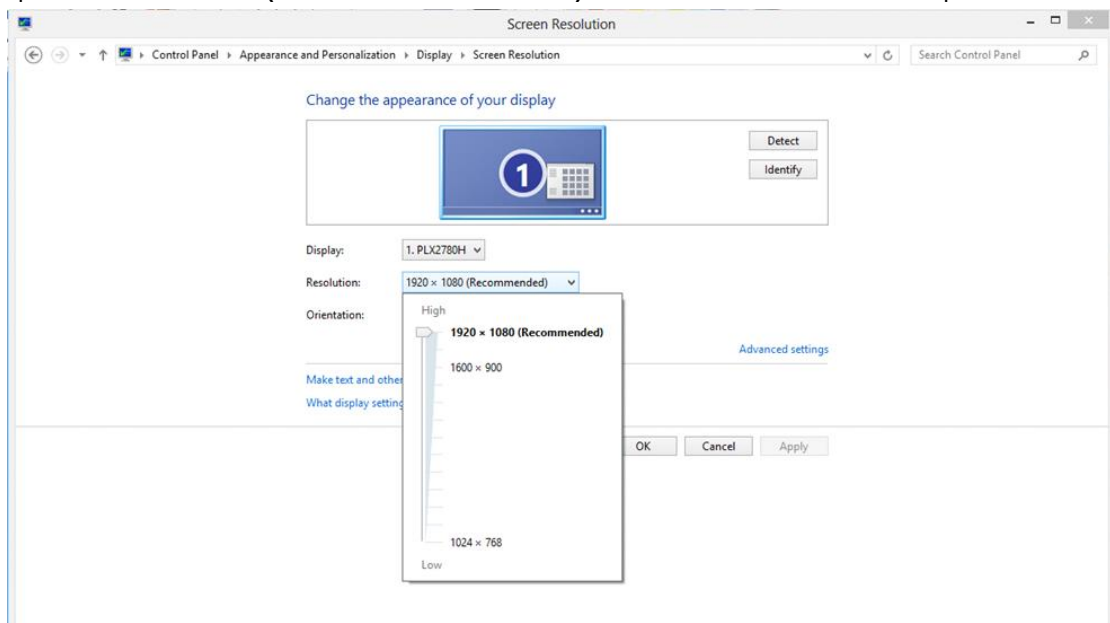 Screen Resolution
Control Panel Appearance and Personalization Display Screen Resolution
Search Control Panel
Change the appearance of your display
1
Detect
Identify
Display: 1. PLX2780H
Resolution: 1920 × 1080 (Recommended)
Orientation:
High
1920 × 1080 (Recommended)
1600 × 900
1024 × 768
Low
Advanced settings
Make text and other
What display setting
OK Cancel Apply